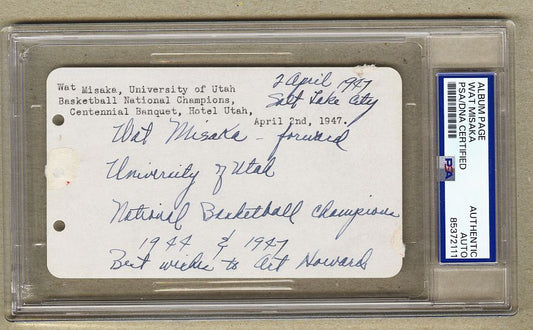 Wat Misaka, University of Utah
Basketball National Champions,
Centennial Banquet, Hotel Utah,
April 2nd, 1947.
2 April 1947
Salt Lake City
Wat Misaka - forward
University of Utah
National Basketball Champions
1944 & 1947
Best wishes to Art Howards
ALBUM PAGE
WAT MISAKA
PSA/DNA CERTIFIED
PSA
AUTHENTIC
AUTO
85372111